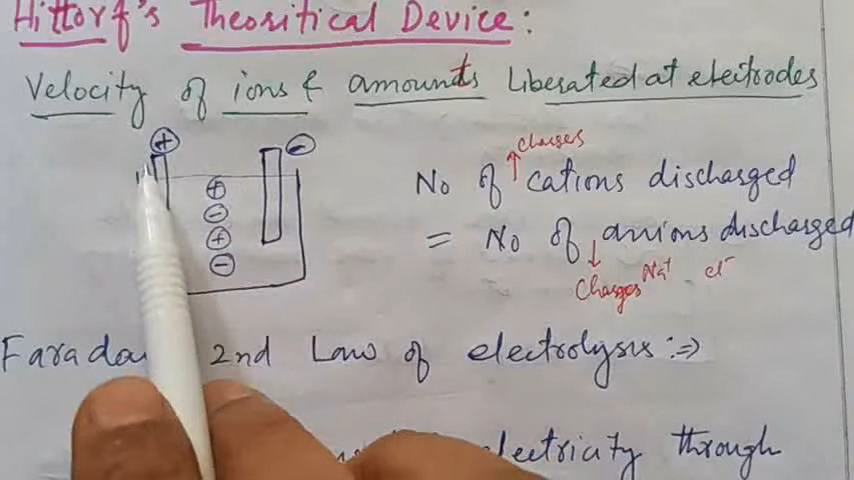 Hittorf's Theoritical Device:
Velocity of ions & amounts Liberated at electrodes
+ -
charges
No of cations discharged
+
-
+
-
= No of anions discharged
Charges Na+ cl-
2nd Law of electrolysis :⇒
electricity through